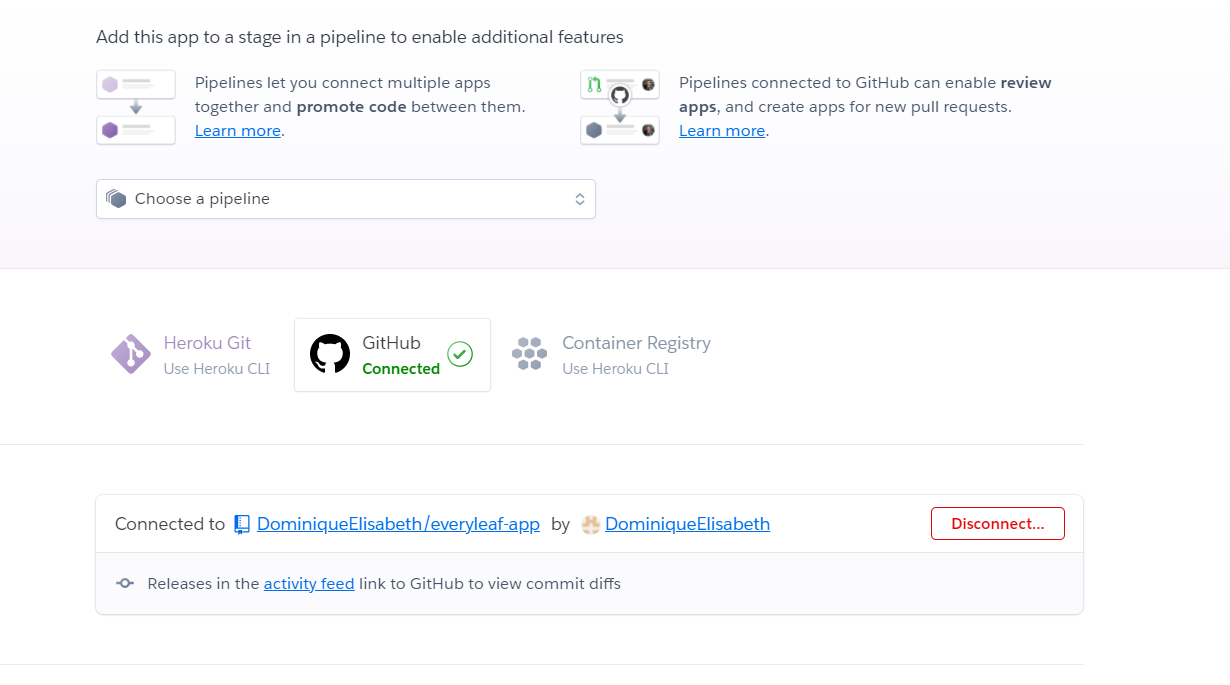 Add this app to a stage in a pipeline to enable additional features
Pipelines let you connect multiple apps
together and promote code between them.
Learn more.
Pipelines connected to GitHub can enable review
apps, and create apps for new pull requests.
Learn more.
Choose a pipeline
Heroku Git
Use Heroku CLI
GitHub
Connected
Container Registry
Use Heroku CLI
Connected to DominiqueElisabeth/everyleaf-app by DominiqueElisabeth
Disconnect...
Releases in the activity feed link to GitHub to view commit diffs